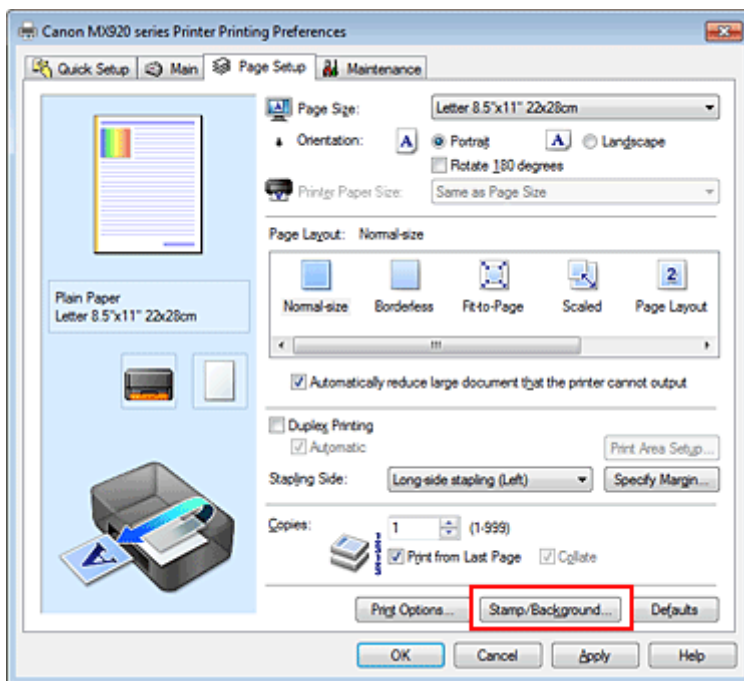 Canon MX920 series Printer Printing Preferences
Quick Setup Main Page Setup Maintenance
Page Size: Letter 8.5"x11" 22x28cm
Orientation: A Portrait A Landscape
Rotate 180 degrees
Printer Paper Size: Same as Page Size
Page Layout: Normal-size
Normal-size Borderless Fit-to-Page Scaled Page Layout
Plain Paper
Letter 8.5"x11" 22x28cm
Automatically reduce large document that the printer cannot output
Duplex Printing
Automatic Print Area Setup...
Stapling Side: Long-side stapling (Left) Specify Margin...
Copies: 1 (1-999)
Print from Last Page Collate
Print Options... Stamp/Background... Defaults
OK Cancel Apply Help